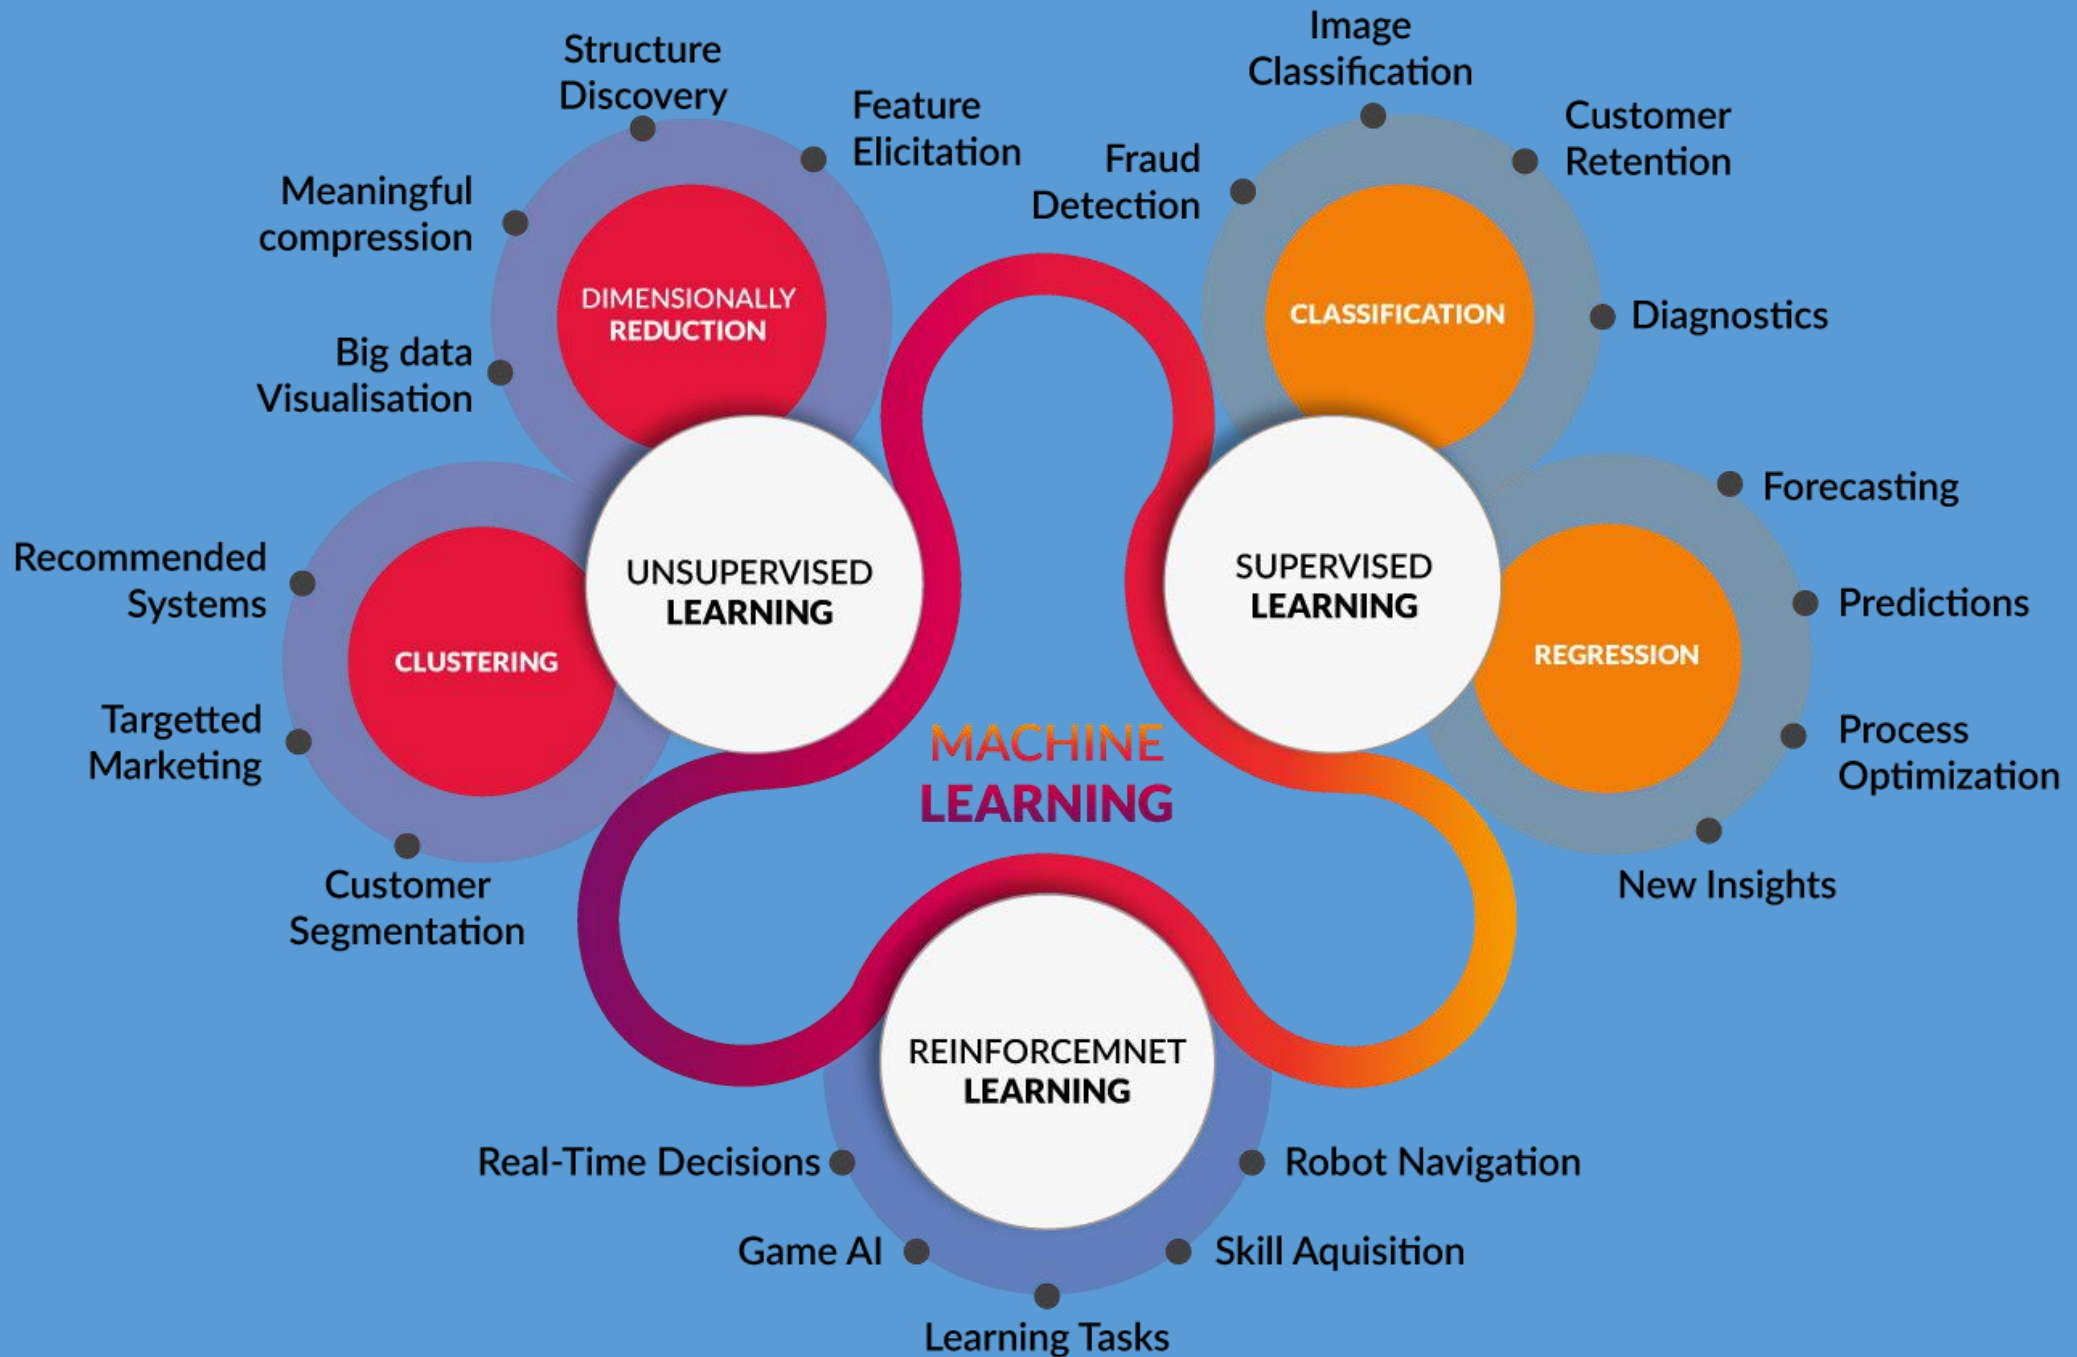 Structure
Discovery
Feature
Elicitation
Meaningful
compression
Big data
Visualisation
DIMENSIONALLY
REDUCTION
Recommended
Systems
Targetted
Marketing
Customer
Segmentation
CLUSTERING
UNSUPERVISED
LEARNING
Image
Classification
Customer
Retention
Fraud
Detection
Diagnostics
CLASSIFICATION
SUPERVISED
LEARNING
Forecasting
Predictions
Process
Optimization
New Insights
REGRESSION
MACHINE
LEARNING
REINFORCEMNET
LEARNING
Real-Time Decisions
Robot Navigation
Game AI
Skill Aquisition
Learning Tasks